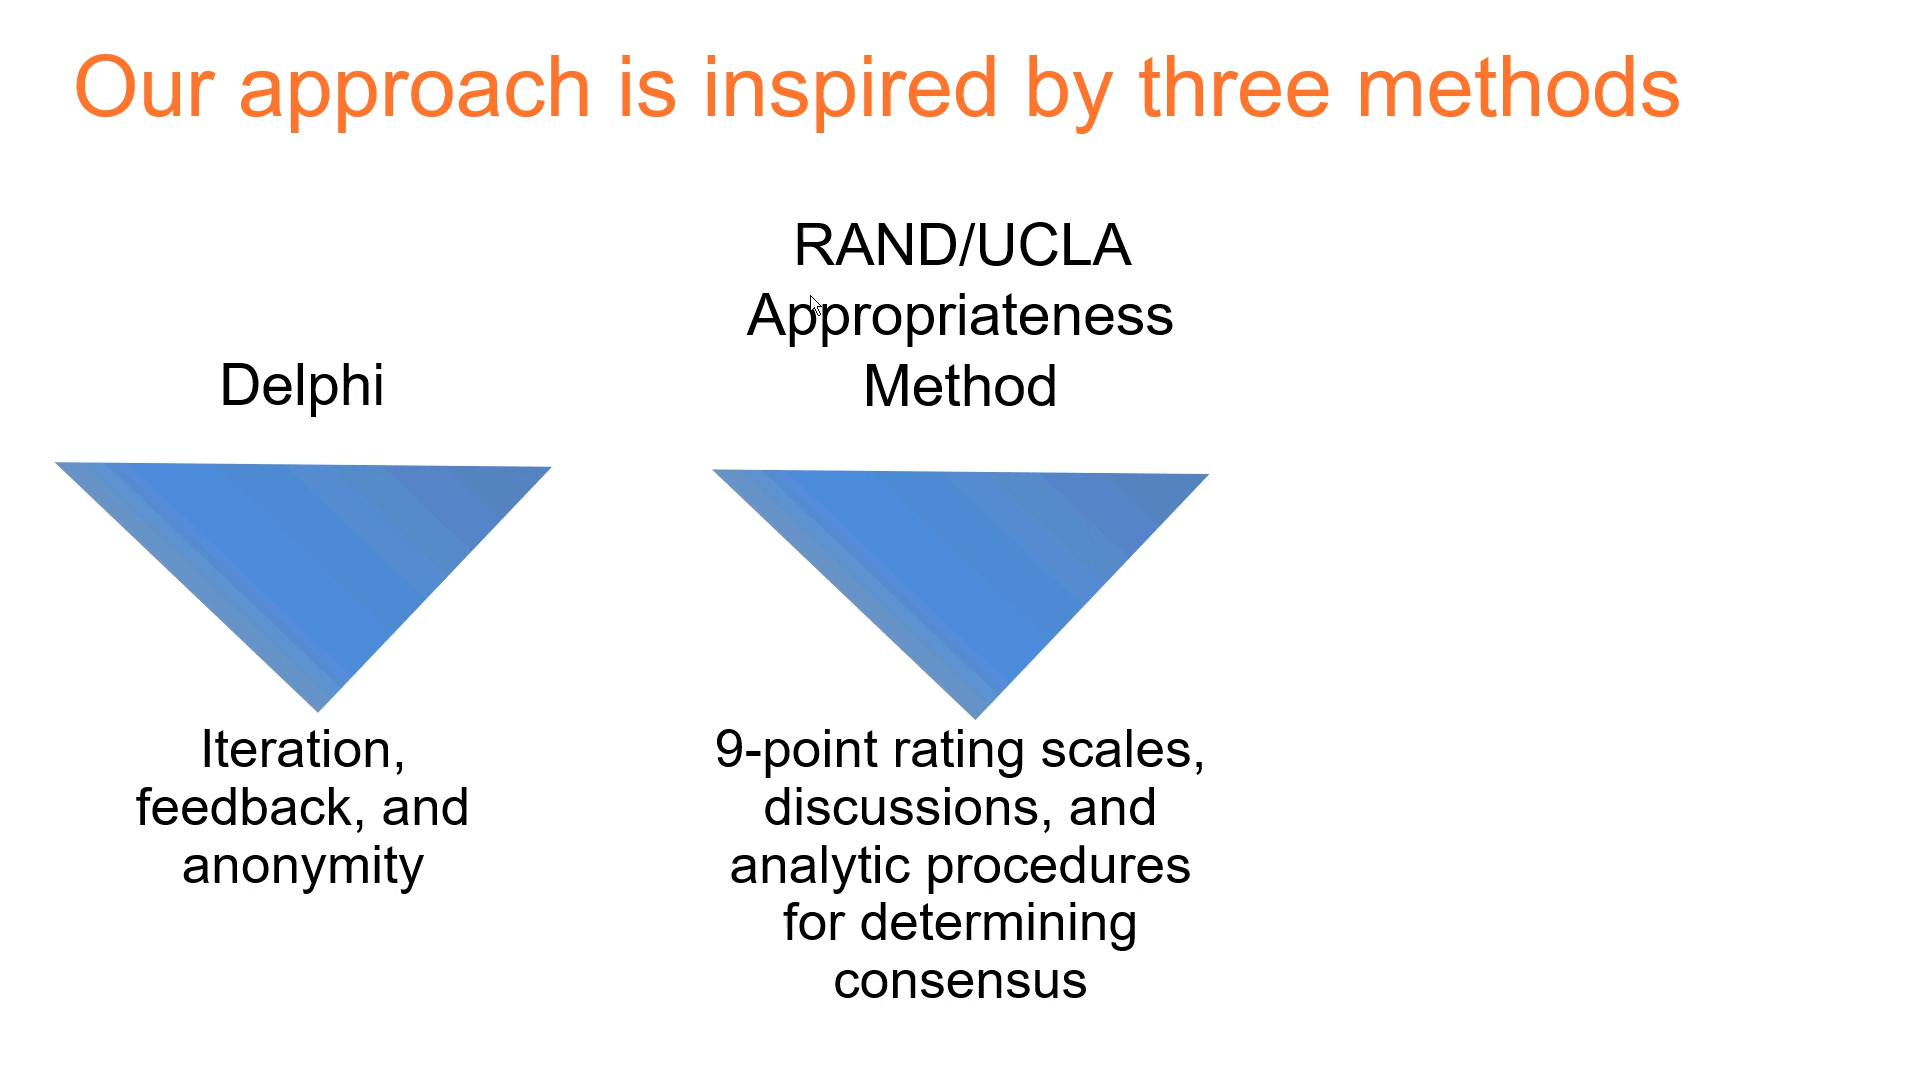 Our approach is inspired by three methods
Delphi
RAND/UCLA
Appropriateness
Method
Iteration,
feedback, and
anonymity
9-point rating scales,
discussions, and
analytic procedures
for determining
consensus